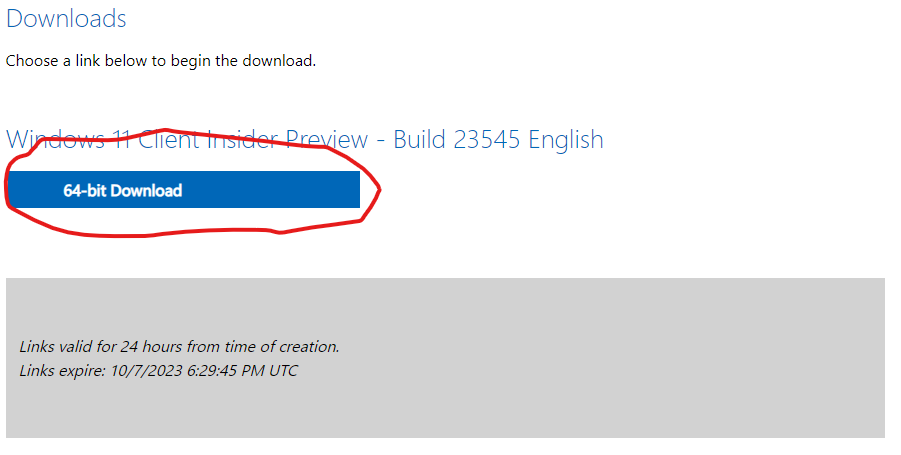 Downloads
Choose a link below to begin the download.
Windows 11 Client Insider Preview - Build 23545 English
64-bit Download
Links valid for 24 hours from time of creation.
Links expire: 10/7/2023 6:29:45 PM UTC